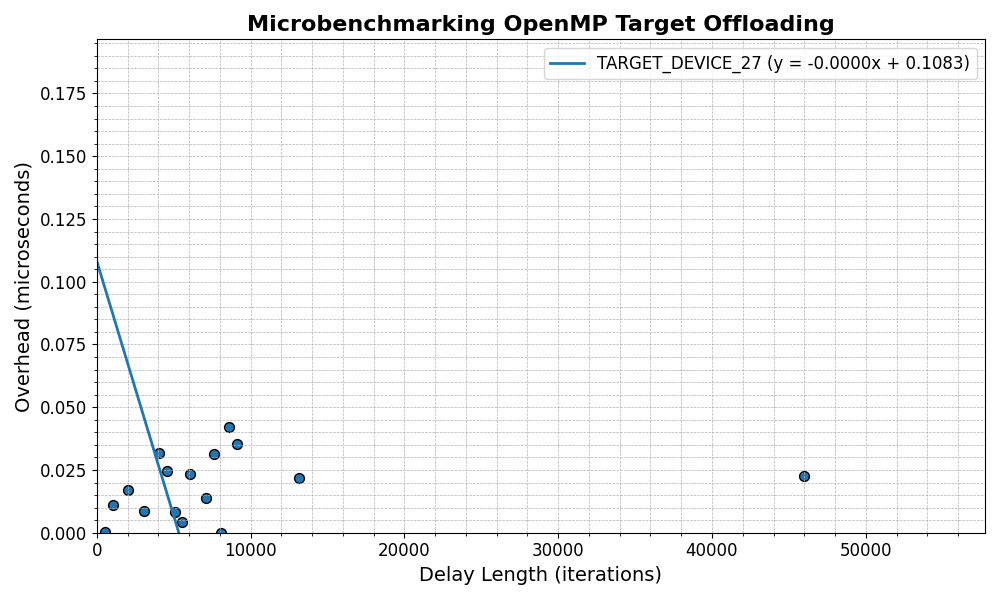 Microbenchmarking OpenMP Target Offloading
TARGET_DEVICE_27 (y = -0.0000x + 0.1083)
Overhead (microseconds)
0.175
0.150
0.125
0.100
0.075
0.050
0.025
0.000
0 10000 20000 30000 40000 50000
Delay Length (iterations)